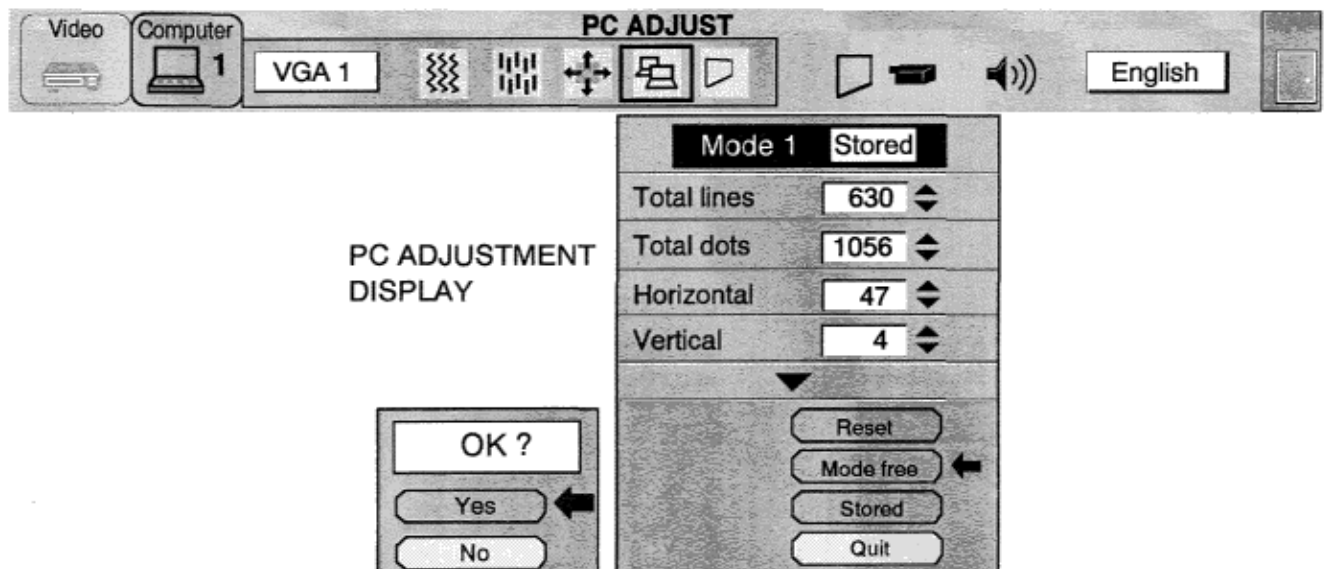 PC ADJUST
Video
Computer
1
VGA 1
English
Mode 1 Stored
Total lines 630
Total dots 1056
Horizontal 47
Vertical 4
PC ADJUSTMENT
DISPLAY
Reset
Mode free
Stored
Quit
OK ?
Yes
No